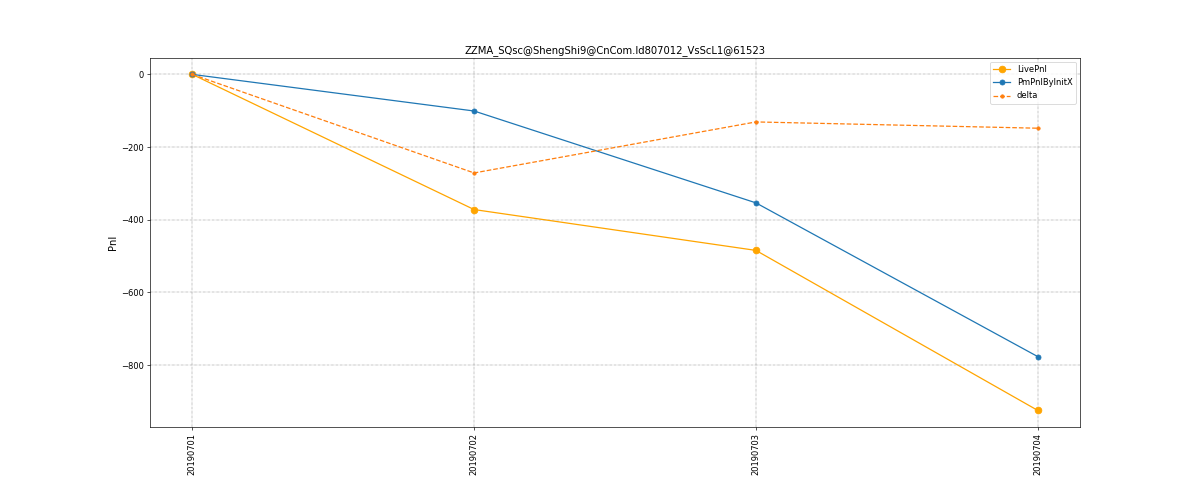 ZZMA_SQsc@ShengShi9@CnCom.Id807012_VsScL1@61523
LivePnl
PmPnlByInitX
delta
Pnl
0
−200
−400
−600
−800
20190701
20190702
20190703
20190704